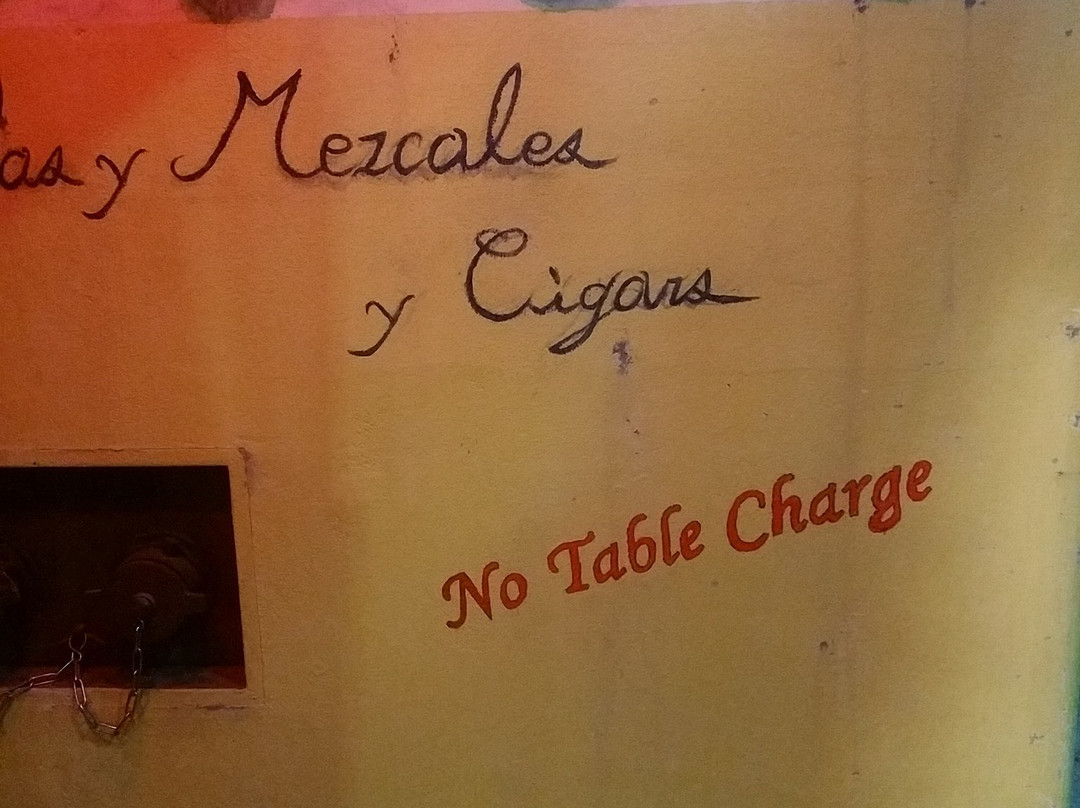 y Mezcales
y Cigars
No Table Charge